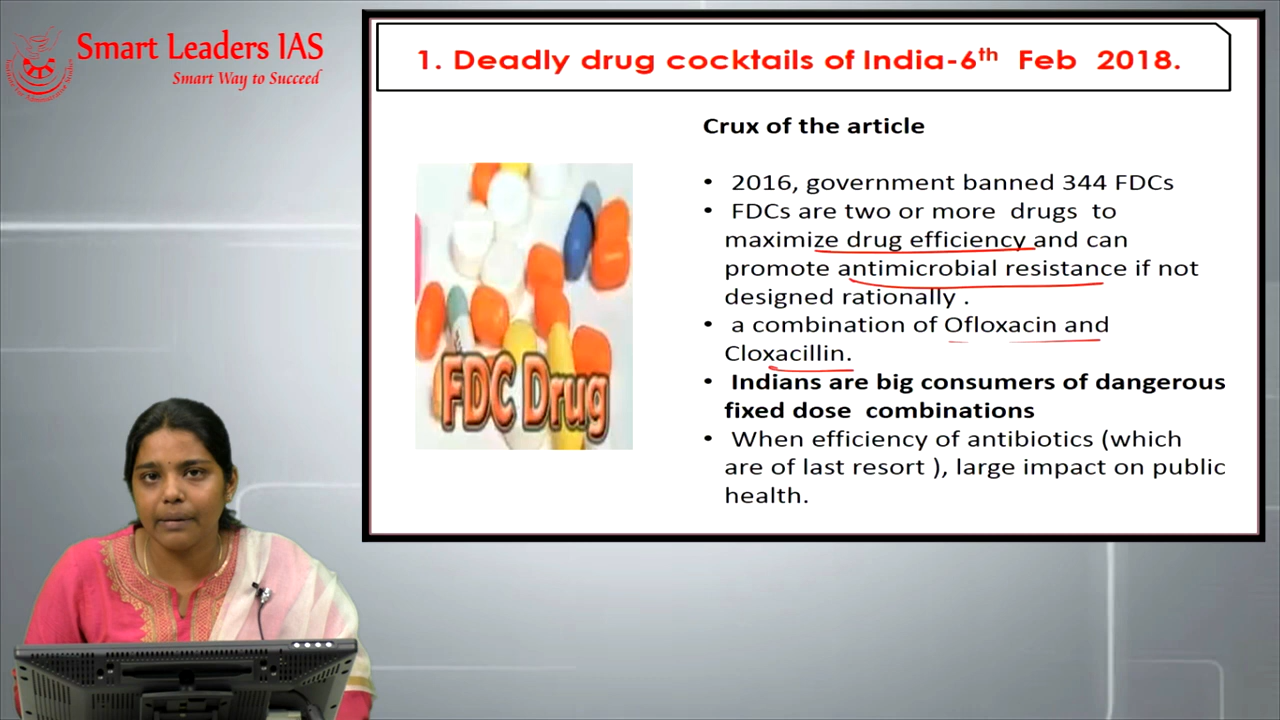 Smart Leaders IAS
Smart Way to Succeed
1. Deadly drug cocktails of India-6th Feb 2018.
Crux of the article
• 2016, government banned 344 FDCs
• FDCs are two or more drugs to
maximize drug efficiency and can
promote antimicrobial resistance if not
designed rationally .
• a combination of Ofloxacin and
Cloxacillin.
• Indians are big consumers of dangerous
fixed dose combinations
• When efficiency of antibiotics (which
are of last resort ), large impact on public
health.
FDC Drug